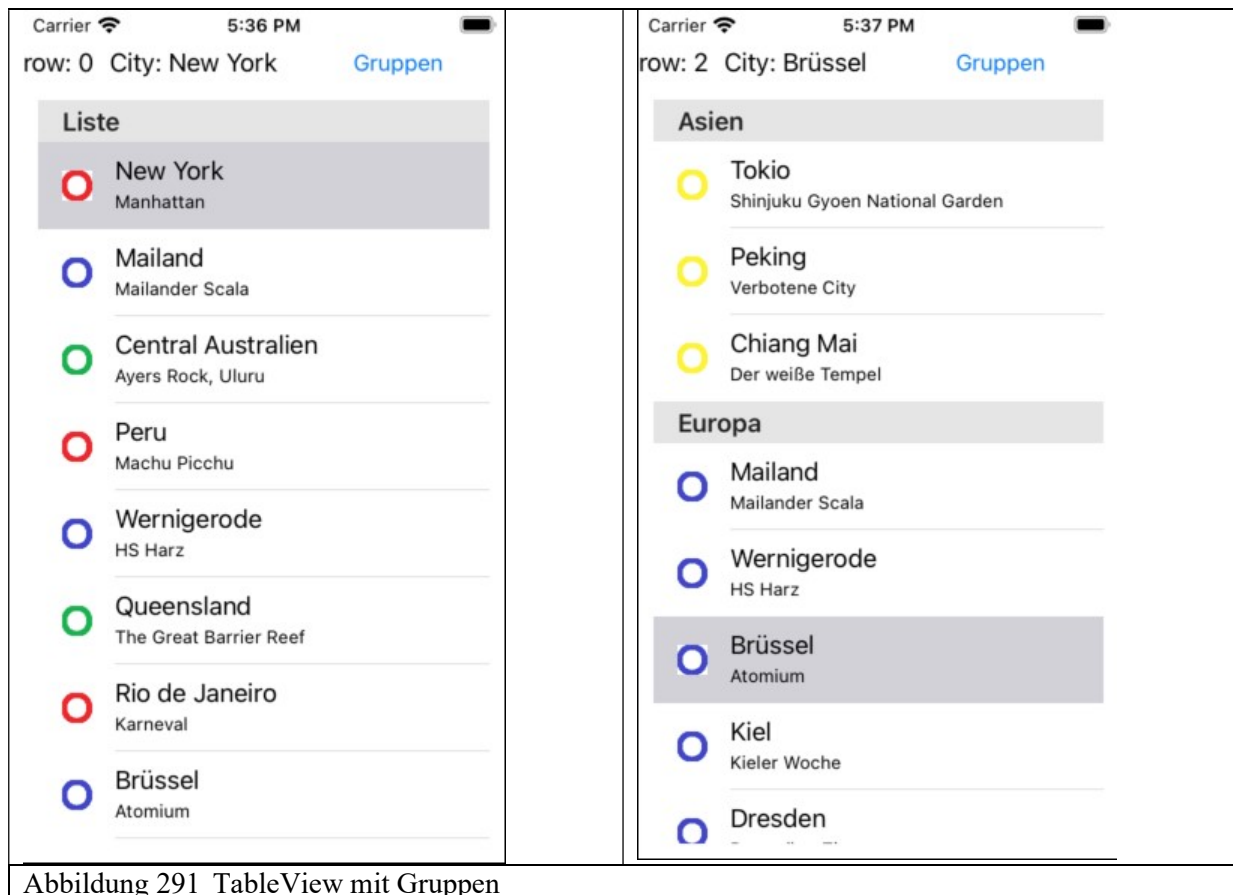 Carrier 5:36 PM
row: 0 City: New York Gruppen
Liste
New York
Manhattan
Mailand
Mailander Scala
Central Australien
Ayers Rock, Uluru
Peru
Machu Picchu
Wernigerode
HS Harz
Queensland
The Great Barrier Reef
Rio de Janeiro
Karneval
Brüssel
Atomium
Carrier 5:37 PM
row: 2 City: Brüssel Gruppen
Asien
Tokio
Shinjuku Gyoen National Garden
Peking
Verbotene City
Chiang Mai
Der weiße Tempel
Europa
Mailand
Mailander Scala
Wernigerode
HS Harz
Brüssel
Atomium
Kiel
Kieler Woche
Dresden
Abbildung 291 TableView mit Gruppen